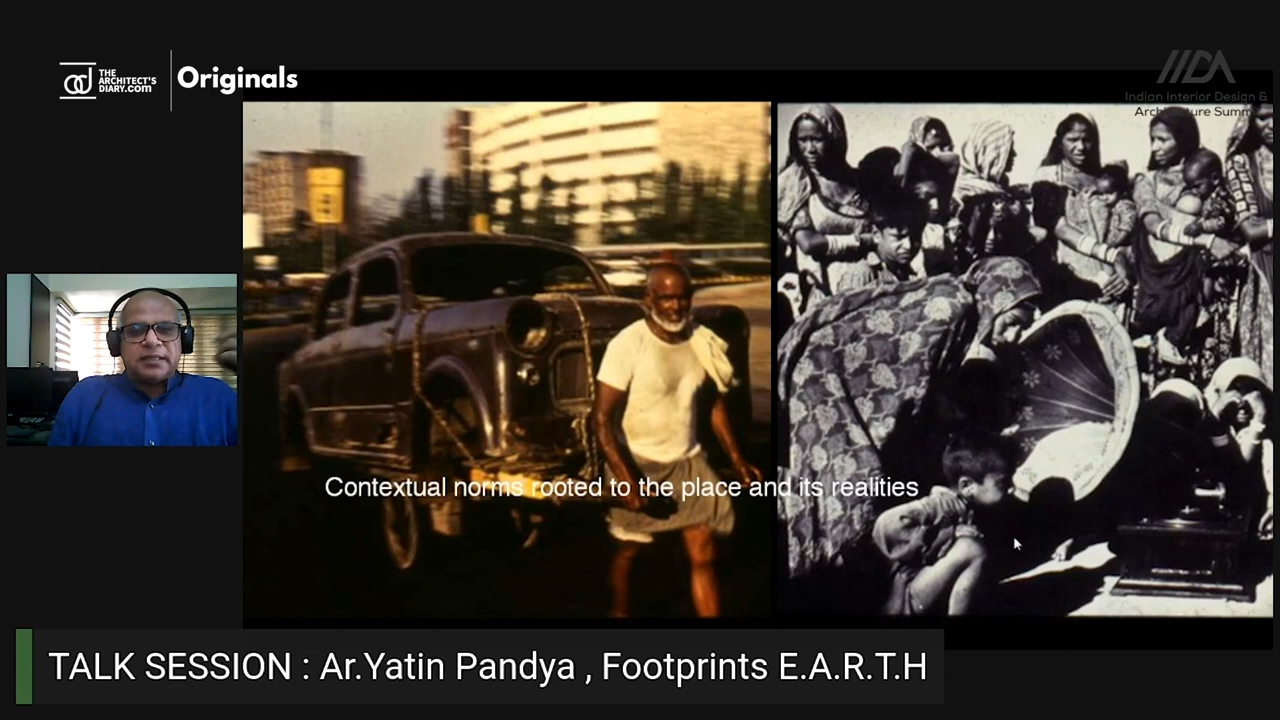 THE
ARCHITECT'S
DIARY.com
Originals
Indian Interior Design &
Architecture Summit
Contextual norms rooted to the place and its realities
TALK SESSION : Ar.Yatin Pandya , Footprints E.A.R.T.H